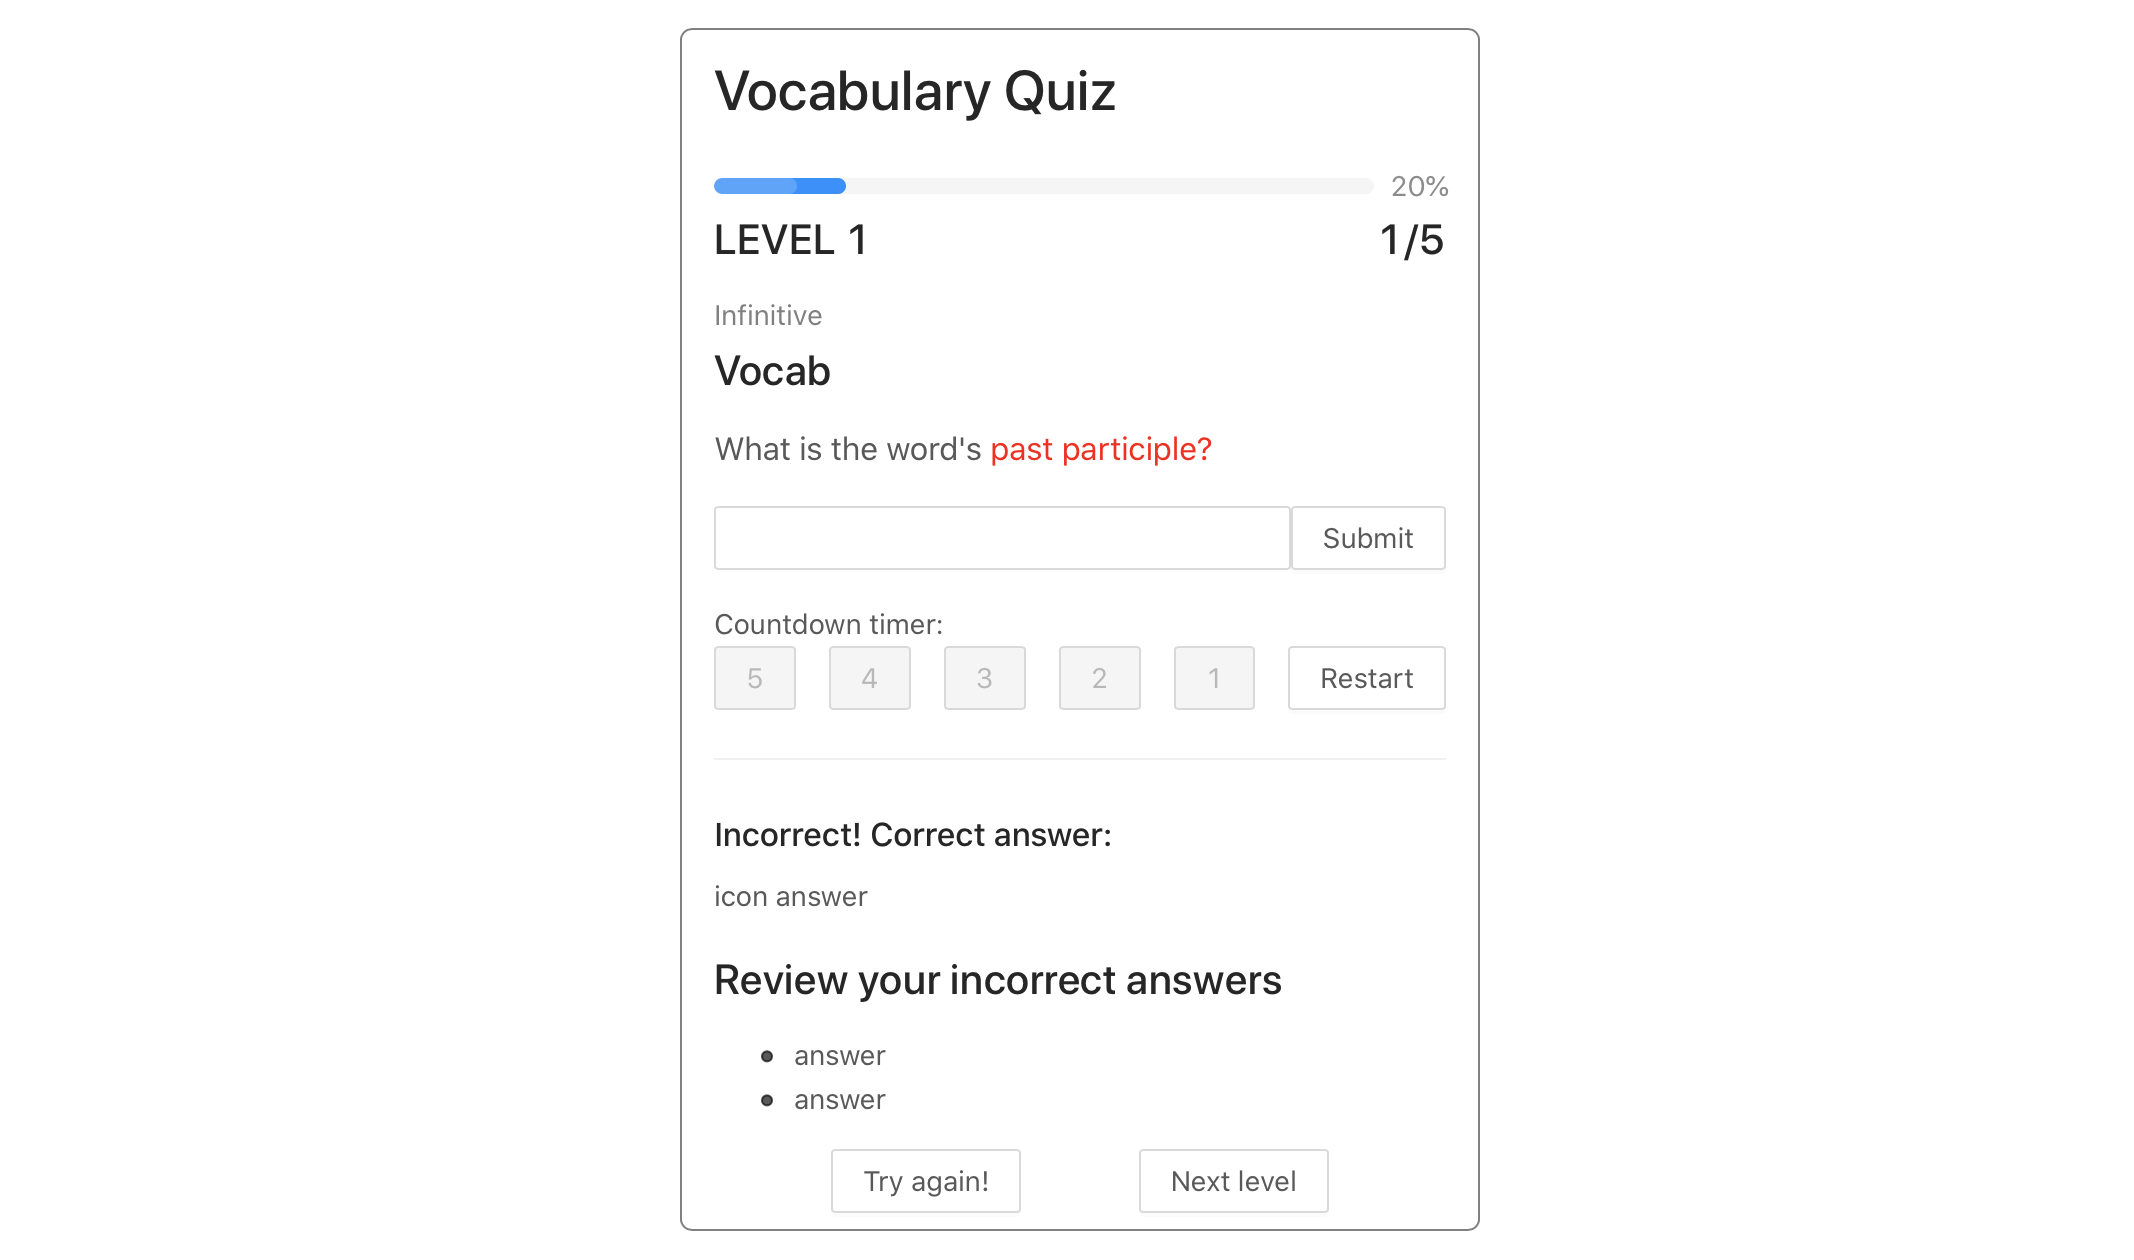 Vocabulary Quiz
20%
LEVEL 1 1/5
Infinitive
Vocab
What is the word's past participle?
Submit
Countdown timer:
5 4 3 2 1 Restart
Incorrect! Correct answer:
icon answer
Review your incorrect answers
answer
answer
Try again! Next level